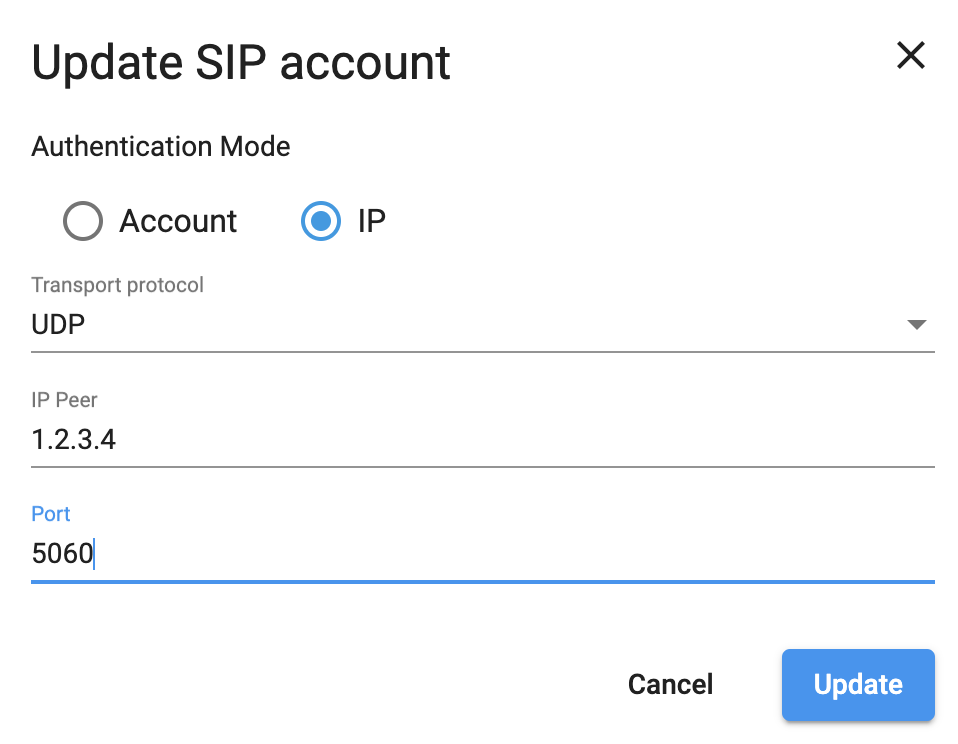 Update SIP account
Authentication Mode
Account IP
Transport protocol
UDP
IP Peer
1.2.3.4
Port
5060
Cancel Update